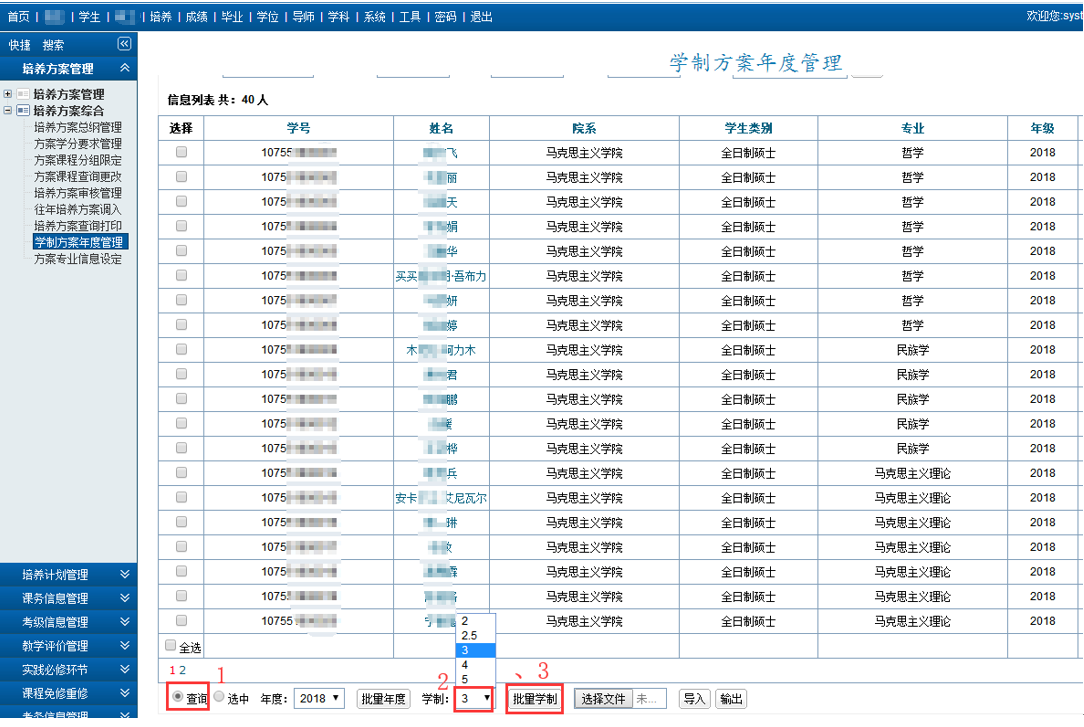 首页 | | 学生 | | 培养 | 成绩 | 毕业 | 学位 | 导师 | 学科 | 系统 | 工具 | 密码 | 退出 欢迎您:syst
快捷 搜索
培养方案管理
培养方案管理
培养方案综合
培养方案总纲管理
方案学分要求管理
方案课程分组限定
方案课程查询更改
培养方案审核管理
往年培养方案调入
培养方案查询打印
学制方案年度管理
方案专业信息设定
培养计划管理
课务信息管理
考级信息管理
教学评价管理
实践必修环节
课程免修重修
考务信息管理
学制方案年度管理
信息列表 共：40 人
选择 学号 姓名 院系 学生类别 专业 年级
10755 飞 马克思主义学院 全日制硕士 哲学 2018
1075 丽 马克思主义学院 全日制硕士 哲学 2018
1075 天 马克思主义学院 全日制硕士 哲学 2018
1075 娟 马克思主义学院 全日制硕士 哲学 2018
1075 华 马克思主义学院 全日制硕士 哲学 2018
1075 买买 ·吾布力 马克思主义学院 全日制硕士 哲学 2018
1075 妍 马克思主义学院 全日制硕士 哲学 2018
1075 婷 马克思主义学院 全日制硕士 哲学 2018
1075 木 阿力木 马克思主义学院 全日制硕士 民族学 2018
1075 君 马克思主义学院 全日制硕士 民族学 2018
1075 鹏 马克思主义学院 全日制硕士 民族学 2018
1075 马克思主义学院 全日制硕士 民族学 2018
1075 桦 马克思主义学院 全日制硕士 民族学 2018
1075 兵 马克思主义学院 全日制硕士 马克思主义理论 2018
1075 安卡 艾尼瓦尔 马克思主义学院 全日制硕士 马克思主义理论 2018
1075 琳 马克思主义学院 全日制硕士 马克思主义理论 2018
1075 马克思主义学院 全日制硕士 马克思主义理论 2018
1075 霖 马克思主义学院 全日制硕士 马克思主义理论 2018
1075 马克思主义学院 全日制硕士 马克思主义理论 2018
10755 马克思主义学院 全日制硕士 马克思主义理论 2018
全选
2
2.5
3
4
5
1 2
1 2 、3
查询 选中 年度： 2018 批量年度 学制： 3 批量学制 选择文件 未... 导入 输出